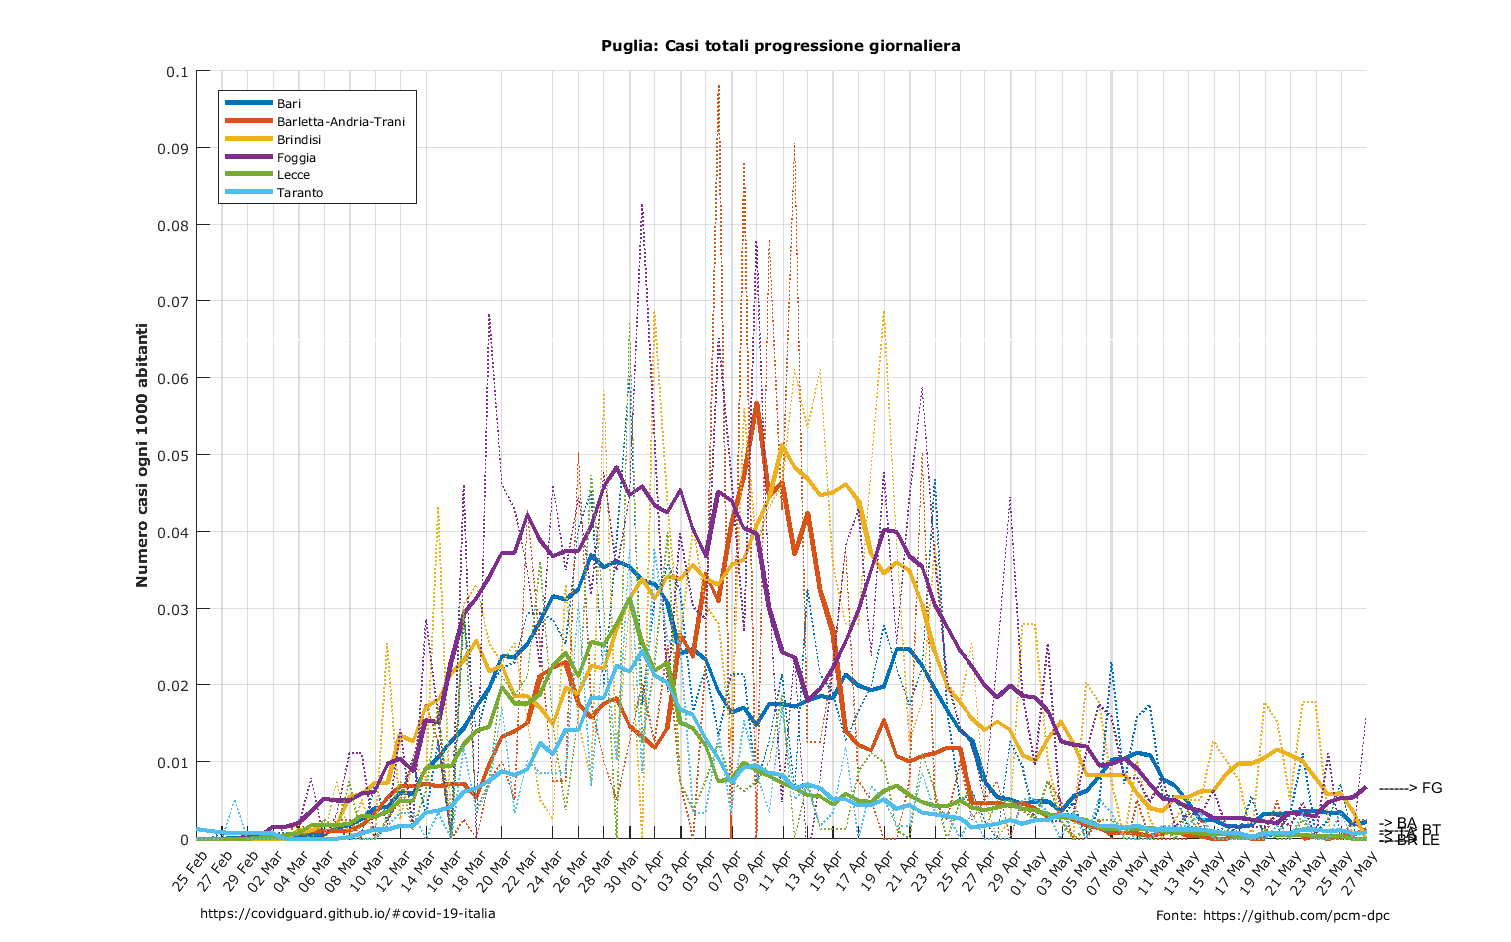 Puglia: Casi totali progressione giornaliera
Numero casi ogni 1000 abitanti
0.1
0.09
0.08
0.07
0.06
0.05
0.04
0.03
0.02
0.01
0
Bari
Barletta-Andria-Trani
Brindisi
Foggia
Lecce
Taranto
------> FG
-> BA
BT
LE
25 Feb
27 Feb
29 Feb
02 Mar
04 Mar
06 Mar
08 Mar
10 Mar
12 Mar
14 Mar
16 Mar
18 Mar
20 Mar
22 Mar
24 Mar
26 Mar
28 Mar
30 Mar
01 Apr
03 Apr
05 Apr
07 Apr
09 Apr
11 Apr
13 Apr
15 Apr
17 Apr
19 Apr
21 Apr
23 Apr
25 Apr
27 Apr
29 Apr
01 May
03 May
05 May
07 May
09 May
11 May
13 May
15 May
17 May
19 May
21 May
23 May
25 May
27 May
https://covidguard.github.io/#covid-19-italia
Fonte: https://github.com/pcm-dpc